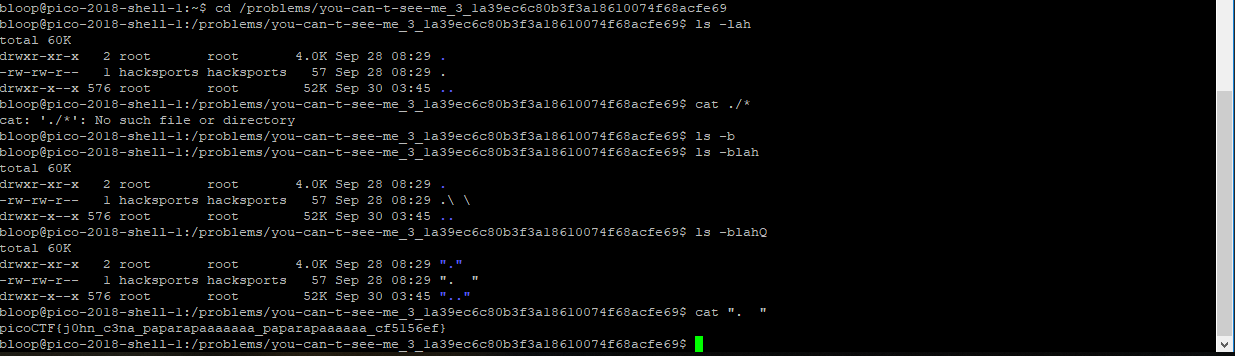 bloop@pico-2018-shell-1:~$ cd /problems/you-can-t-see-me_3_1a39ec6c80b3f3a18610074f68acfe69
bloop@pico-2018-shell-1:/problems/you-can-t-see-me_3_1a39ec6c80b3f3a18610074f68acfe69$ ls -lah
total 60K
drwxr-xr-x   2 root       root       4.0K Sep 28 08:29 .
-rw-rw-r--   1 hacksports hacksports   57 Sep 28 08:29 .
drwxr-x--x 576 root       root        52K Sep 30 03:45 ..
bloop@pico-2018-shell-1:/problems/you-can-t-see-me_3_1a39ec6c80b3f3a18610074f68acfe69$ cat ./*
cat: './*': No such file or directory
bloop@pico-2018-shell-1:/problems/you-can-t-see-me_3_1a39ec6c80b3f3a18610074f68acfe69$ ls -b
bloop@pico-2018-shell-1:/problems/you-can-t-see-me_3_1a39ec6c80b3f3a18610074f68acfe69$ ls -blah
total 60K
drwxr-xr-x   2 root       root       4.0K Sep 28 08:29 .
-rw-rw-r--   1 hacksports hacksports   57 Sep 28 08:29 .\ \
drwxr-x--x 576 root       root        52K Sep 30 03:45 ..
bloop@pico-2018-shell-1:/problems/you-can-t-see-me_3_1a39ec6c80b3f3a18610074f68acfe69$ ls -blahQ
total 60K
drwxr-xr-x   2 root       root       4.0K Sep 28 08:29 "."
-rw-rw-r--   1 hacksports hacksports   57 Sep 28 08:29 ".  "
drwxr-x--x 576 root       root        52K Sep 30 03:45 ".."
bloop@pico-2018-shell-1:/problems/you-can-t-see-me_3_1a39ec6c80b3f3a18610074f68acfe69$ cat ".  "
picoCTF{j0hn_c3na_paparapaaaaaaa_paparapaaaaaa_cf5156ef}
bloop@pico-2018-shell-1:/problems/you-can-t-see-me_3_1a39ec6c80b3f3a18610074f68acfe69$